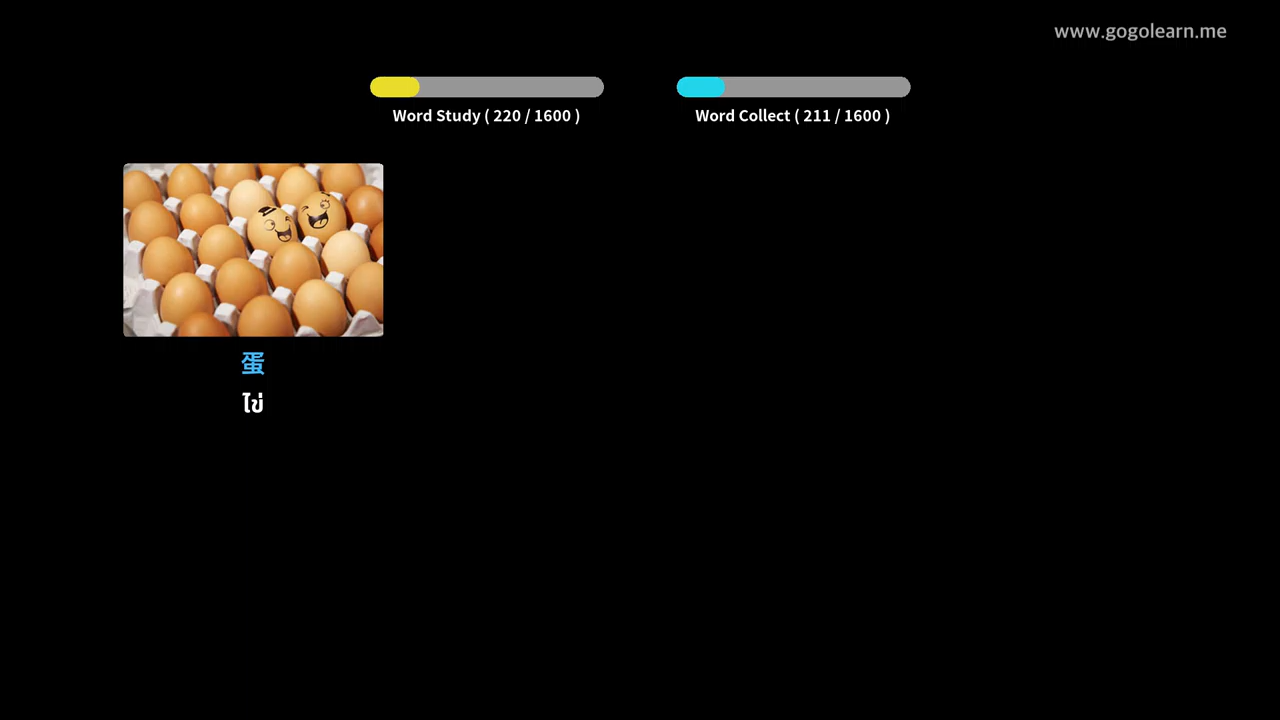 www.gogolearn.me
Word Study ( 220 / 1600 )
Word Collect ( 211 / 1600 )
蛋
ไข่